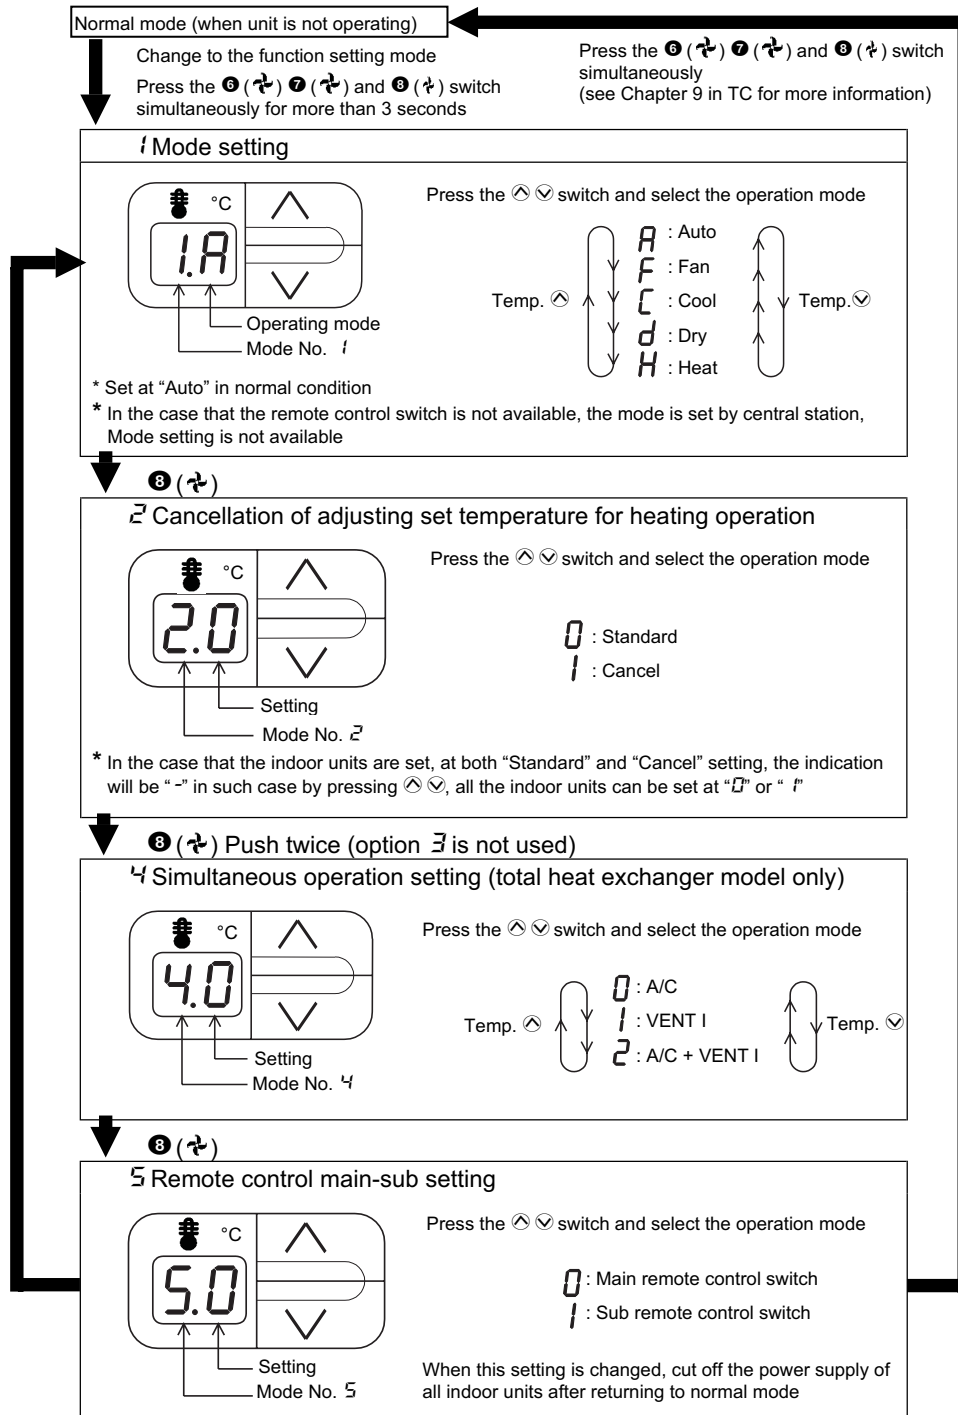 Normal mode (when unit is not operating)
Change to the function setting mode
Press the ❻ ( ) ❼ ( ) and ❽ ( ) switch
simultaneously for more than 3 seconds
Press the ❻ ( ) ❼ ( ) and ❽ ( ) switch
simultaneously
(see Chapter 9 in TC for more information)
1 Mode setting
°C
1.A
Operating mode
Mode No. 1
Press the switch and select the operation mode
Temp.
A : Auto
F : Fan
C : Cool
d : Dry
H : Heat
Temp.
* Set at “Auto” in normal condition
* In the case that the remote control switch is not available, the mode is set by central station,
Mode setting is not available
❽ ( )
2 Cancellation of adjusting set temperature for heating operation
°C
2.0
Setting
Mode No. 2
Press the switch and select the operation mode
0 : Standard
1 : Cancel
* In the case that the indoor units are set, at both “Standard” and “Cancel” setting, the indication
will be “ -” in such case by pressing , all the indoor units can be set at “0” or “ 1”
❽ ( ) Push twice (option 3 is not used)
4 Simultaneous operation setting (total heat exchanger model only)
°C
4.0
Setting
Mode No. 4
Press the switch and select the operation mode
Temp.
0 : A/C
1 : VENT I
2 : A/C + VENT I
Temp.
❽ ( )
5 Remote control main-sub setting
°C
5.0
Setting
Mode No. 5
Press the switch and select the operation mode
0 : Main remote control switch
1 : Sub remote control switch
When this setting is changed, cut off the power supply of
all indoor units after returning to normal mode